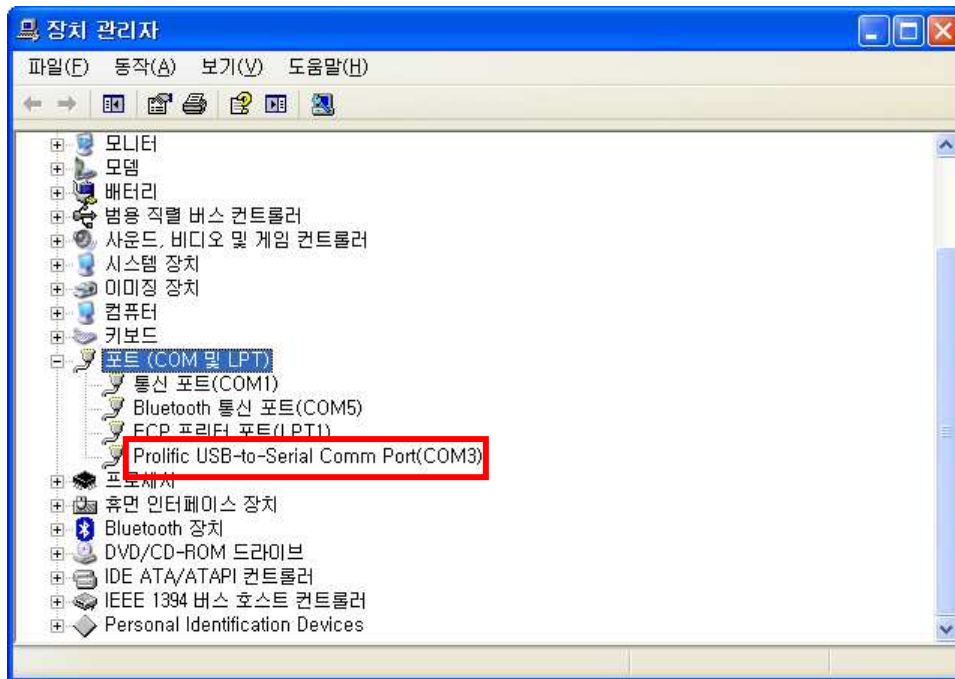 장치 관리자
파일(F) 동작(A) 보기(V) 도움말(H)
모니터
모뎀
배터리
범용 직렬 버스 컨트롤러
사운드, 비디오 및 게임 컨트롤러
시스템 장치
이미징 장치
컴퓨터
키보드
포트 (COM 및 LPT)
통신 포트(COM1)
Bluetooth 통신 포트(COM5)
ECP 프린터 포트(LPT1)
Prolific USB-to-Serial Comm Port(COM3)
프로세서
휴먼 인터페이스 장치
Bluetooth 장치
DVD/CD-ROM 드라이브
IDE ATA/ATAPI 컨트롤러
IEEE 1394 버스 호스트 컨트롤러
Personal Identification Devices